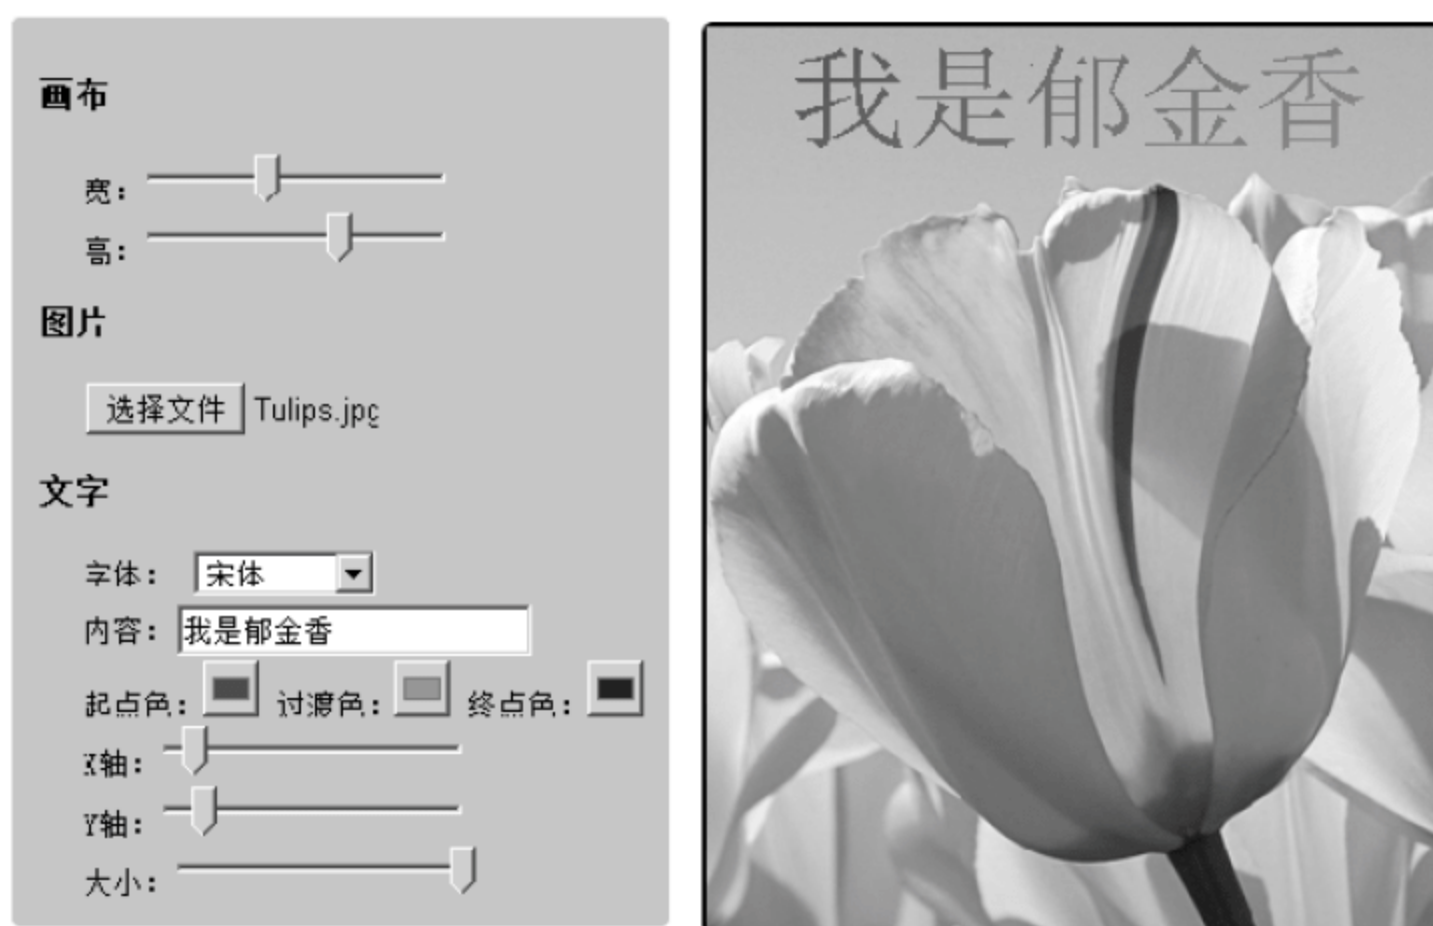 画布
宽：
高：
图片
选择文件 Tulips.jpg
文字
字体： 宋体
内容： 我是郁金香
起点色： 过渡色： 终点色：
X轴：
Y轴：
大小：
我是郁金香